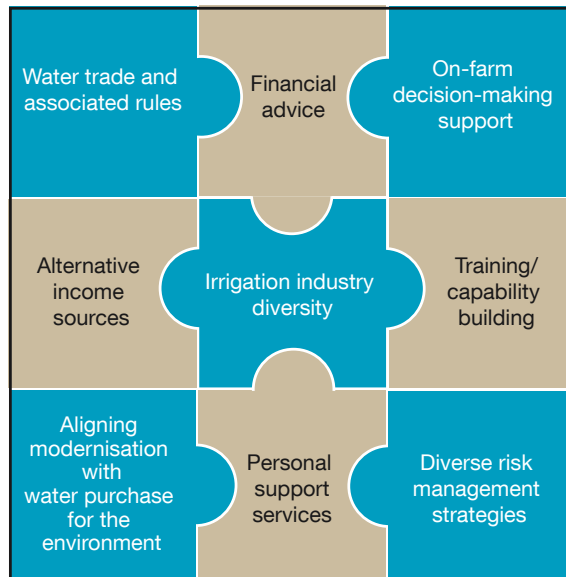 Water trade and
associated rules
Financial
advice
On-farm
decision-making
support
Alternative
income
sources
Irrigation industry
diversity
Training/
capability
building
Aligning
modernisation
with
water purchase
for the
environment
Personal
support
services
Diverse risk
management
strategies